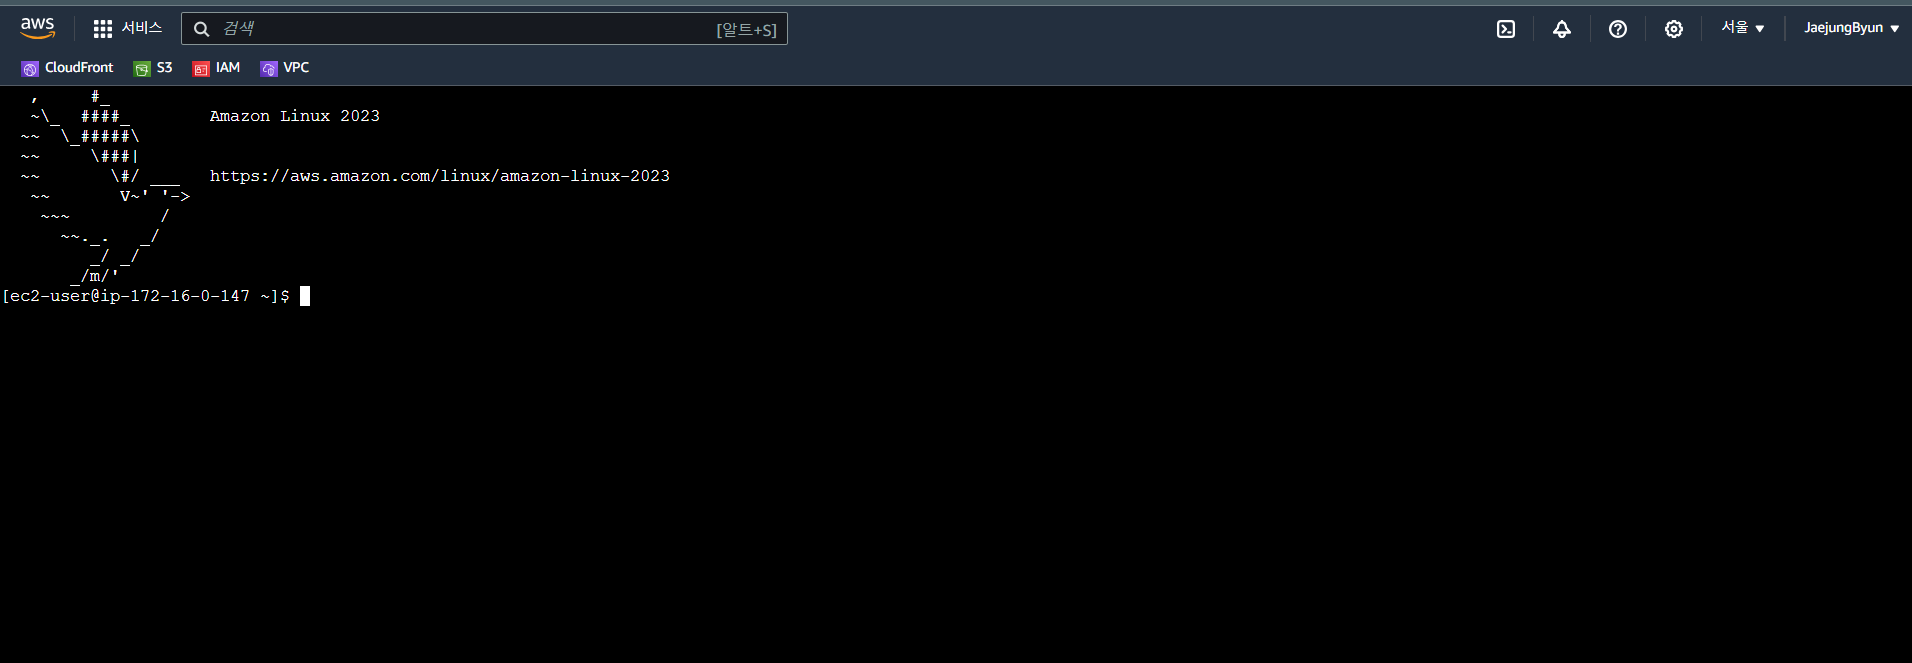 aws 서비스 검색 [알트+S] 서울 ▼ JaejungByun ▼
CloudFront S3 IAM VPC
   ,     #_
   ~\_  ####_        Amazon Linux 2023
  ~~  \_#####\
  ~~     \###|
  ~~       \#/ ___   https://aws.amazon.com/linux/amazon-linux-2023
   ~~       V~' '->
    ~~~         /
      ~~._.   _/
         _/ _/
       _/m/'
[ec2-user@ip-172-16-0-147 ~]$